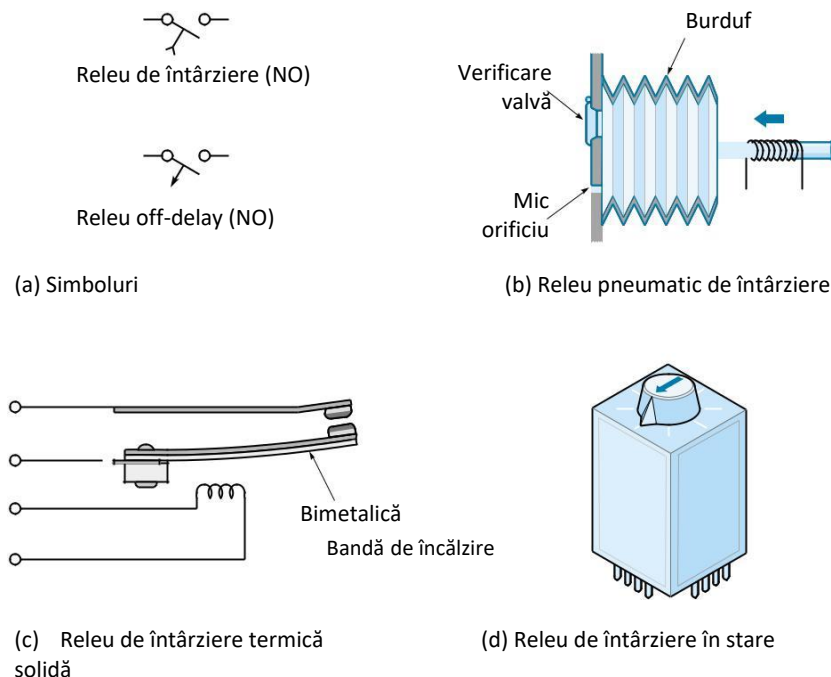 Releu de întârziere (NO)
Releu off-delay (NO)
(a) Simboluri
Burduf
Verificare
valvă
Mic
orificiu
(b) Releu pneumatic de întârziere
Bimetalică
Bandă de încălzire
(c) Releu de întârziere termică
solidă
(d) Releu de întârziere în stare